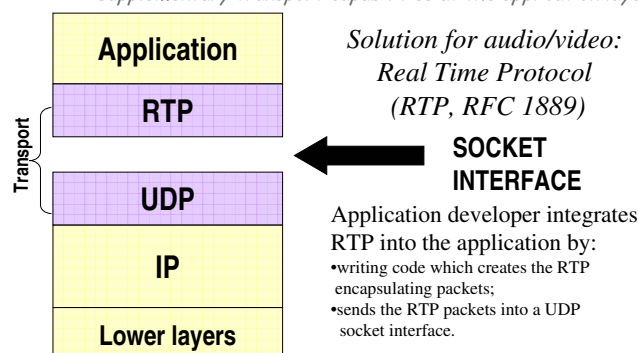 Application
RTP
Transport
UDP
IP
Lower layers
Solution for audio/video:
Real Time Protocol
(RTP, RFC 1889)
SOCKET
INTERFACE
Application developer integrates
RTP into the application by:
•writing code which creates the RTP
encapsulating packets;
•sends the RTP packets into a UDP
socket interface.